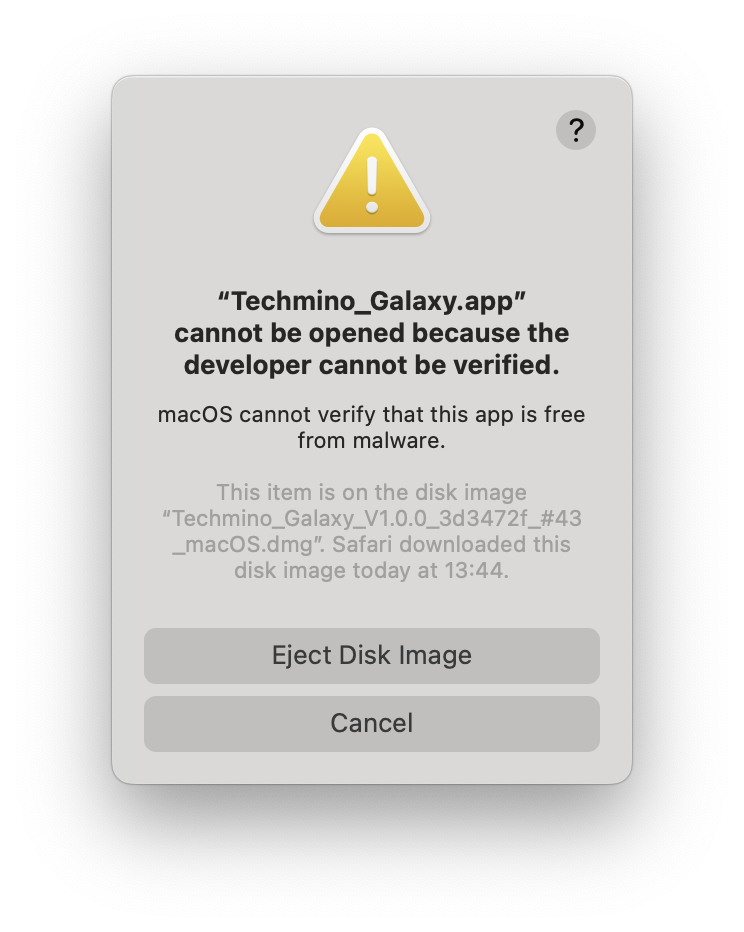 ?
“Techmino_Galaxy.app”
cannot be opened because the
developer cannot be verified.
macOS cannot verify that this app is free
from malware.
This item is on the disk image
“Techmino_Galaxy_V1.0.0_3d3472f_#43
_macOS.dmg”. Safari downloaded this
disk image today at 13:44.
Eject Disk Image
Cancel